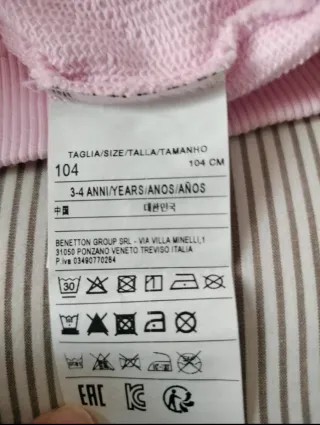 TAGLIA/SIZE/TALLA/TAMANHO
104 104 CM
3-4 ANNI/YEARS/ANOS/AÑOS
中国 대한민국
BENETTON GROUP SRL - VIA VILLA MINELLI,1
31050 PONZANO VENETO TREVISO ITALIA
P.Iva 03490770264
30
EAC